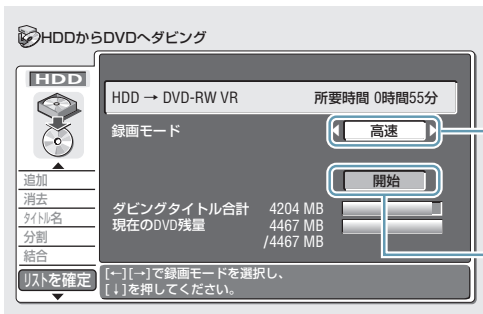 HDDからDVDへダビング
HDD
HDD → DVD-RW VR 所要時間 0時間55分
録画モード 高速
開始
追加
消去
タイトル名
分割
結合
リストを確定
ダビングタイトル合計 4204 MB
現在のDVD残量 4467 MB
/4467 MB
[←][→]で録画モードを選択し、
[↓]を押してください。